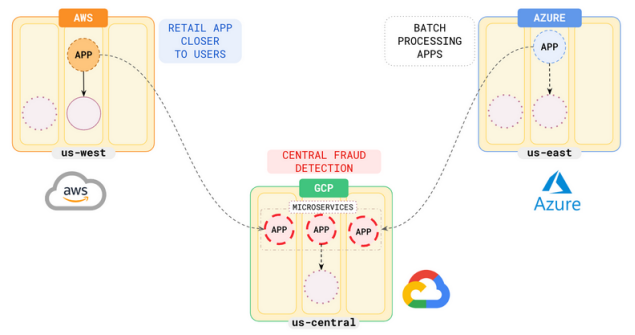 AWS
APP
us-west
aws
RETAIL APP
CLOSER
TO USERS
BATCH
PROCESSING
APPS
AZURE
APP
us-east
Azure
CENTRAL FRAUD
DETECTION
GCP
MICROSERVICES
APP
APP
APP
us-central